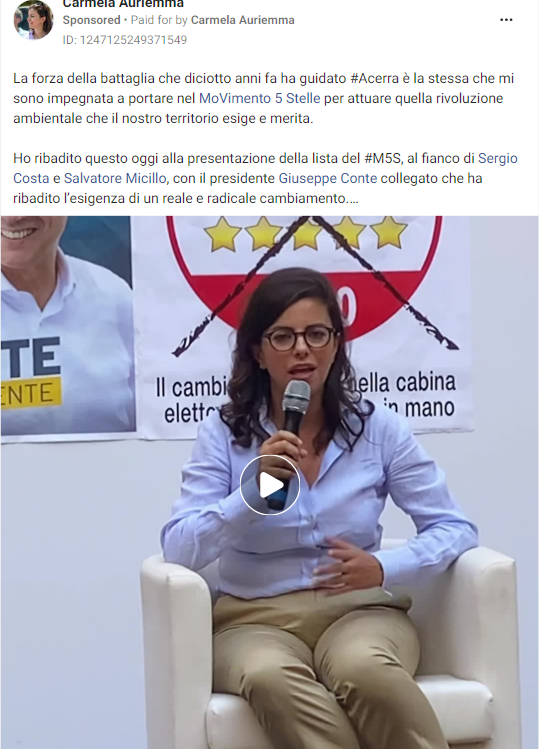 Carmela Auriemma
Sponsored • Paid for by Carmela Auriemma
ID: 1247125249371549
La forza della battaglia che diciotto anni fa ha guidato #Acerra è la stessa che mi
sono impegnata a portare nel MoVimento 5 Stelle per attuare quella rivoluzione
ambientale che il nostro territorio esige e merita.
Ho ribadito questo oggi alla presentazione della lista del #M5S, al fianco di Sergio
Costa e Salvatore Micillo, con il presidente Giuseppe Conte collegato che ha
ribadito l'esigenza di un reale e radicale cambiamento....
TE
ENTE
0
Il cambi nella cabina
eletto in mano